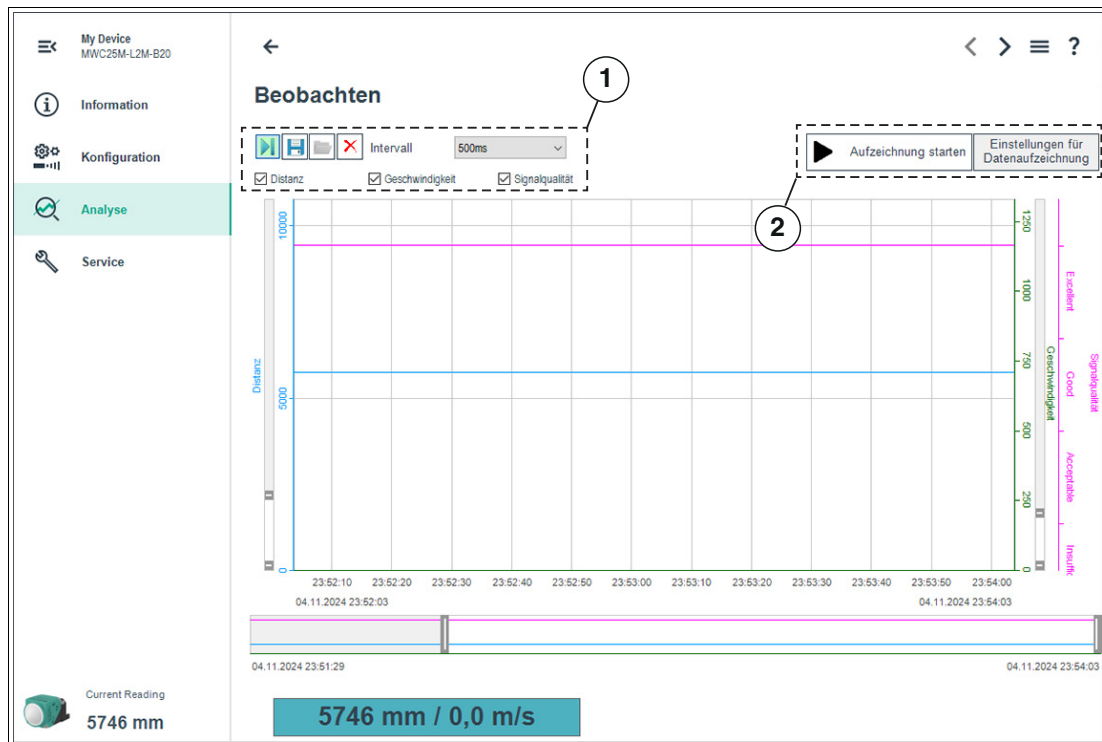 My Device
MWC25M-L2M-B20
?
Information
Konfiguration
Analyse
Service
Beobachten
1
Intervall
500ms
Distanz
Geschwindigkeit
Signalqualität
Aufzeichnung starten
Einstellungen für
Datenaufzeichnung
2
Distanz
10000
5000
0
1250
1000
750
500
250
0
Geschwindigkeit
Excellent
Good
Acceptable
Insuffic
Signalqualität
23:52:10 23:52:20 23:52:30 23:52:40 23:52:50 23:53:00 23:53:10 23:53:20 23:53:30 23:53:40 23:53:50 23:54:00
04.11.2024 23:52:03
04.11.2024 23:54:03
04.11.2024 23:51:29
04.11.2024 23:54:03
Current Reading
5746 mm
5746 mm / 0,0 m/s